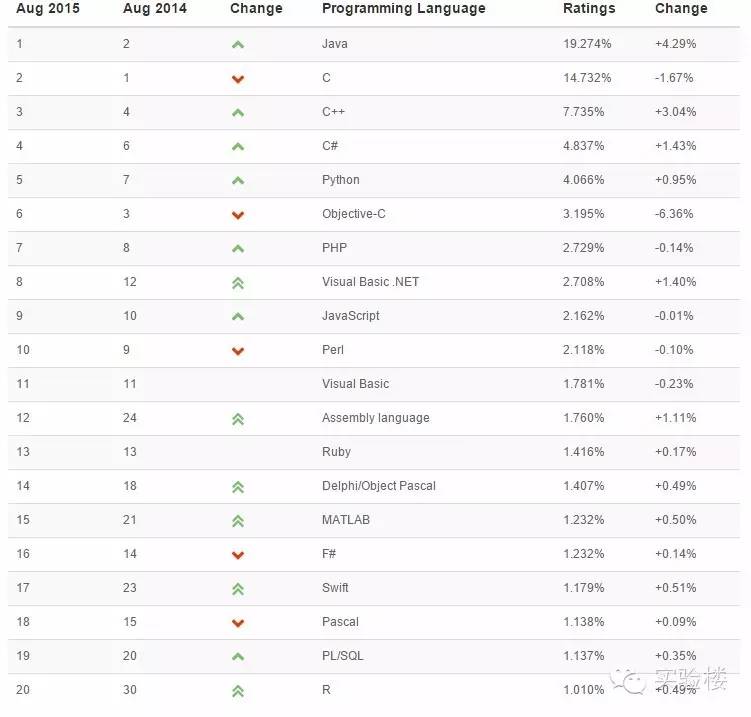 Aug 2015 Aug 2014 Change Programming Language Ratings Change
1 2 Java 19.274% +4.29%
2 1 C 14.732% -1.67%
3 4 C++ 7.735% +3.04%
4 6 C# 4.837% +1.43%
5 7 Python 4.066% +0.95%
6 3 Objective-C 3.195% -6.36%
7 8 PHP 2.729% -0.14%
8 12 Visual Basic .NET 2.708% +1.40%
9 10 JavaScript 2.162% -0.01%
10 9 Perl 2.118% -0.10%
11 11 Visual Basic 1.781% -0.23%
12 24 Assembly language 1.760% +1.11%
13 13 Ruby 1.416% +0.17%
14 18 Delphi/Object Pascal 1.407% +0.49%
15 21 MATLAB 1.232% +0.50%
16 14 F# 1.232% +0.14%
17 23 Swift 1.179% +0.51%
18 15 Pascal 1.138% +0.09%
19 20 PL/SQL 1.137% +0.35%
20 30 R 1.010% +0.49%
实验楼